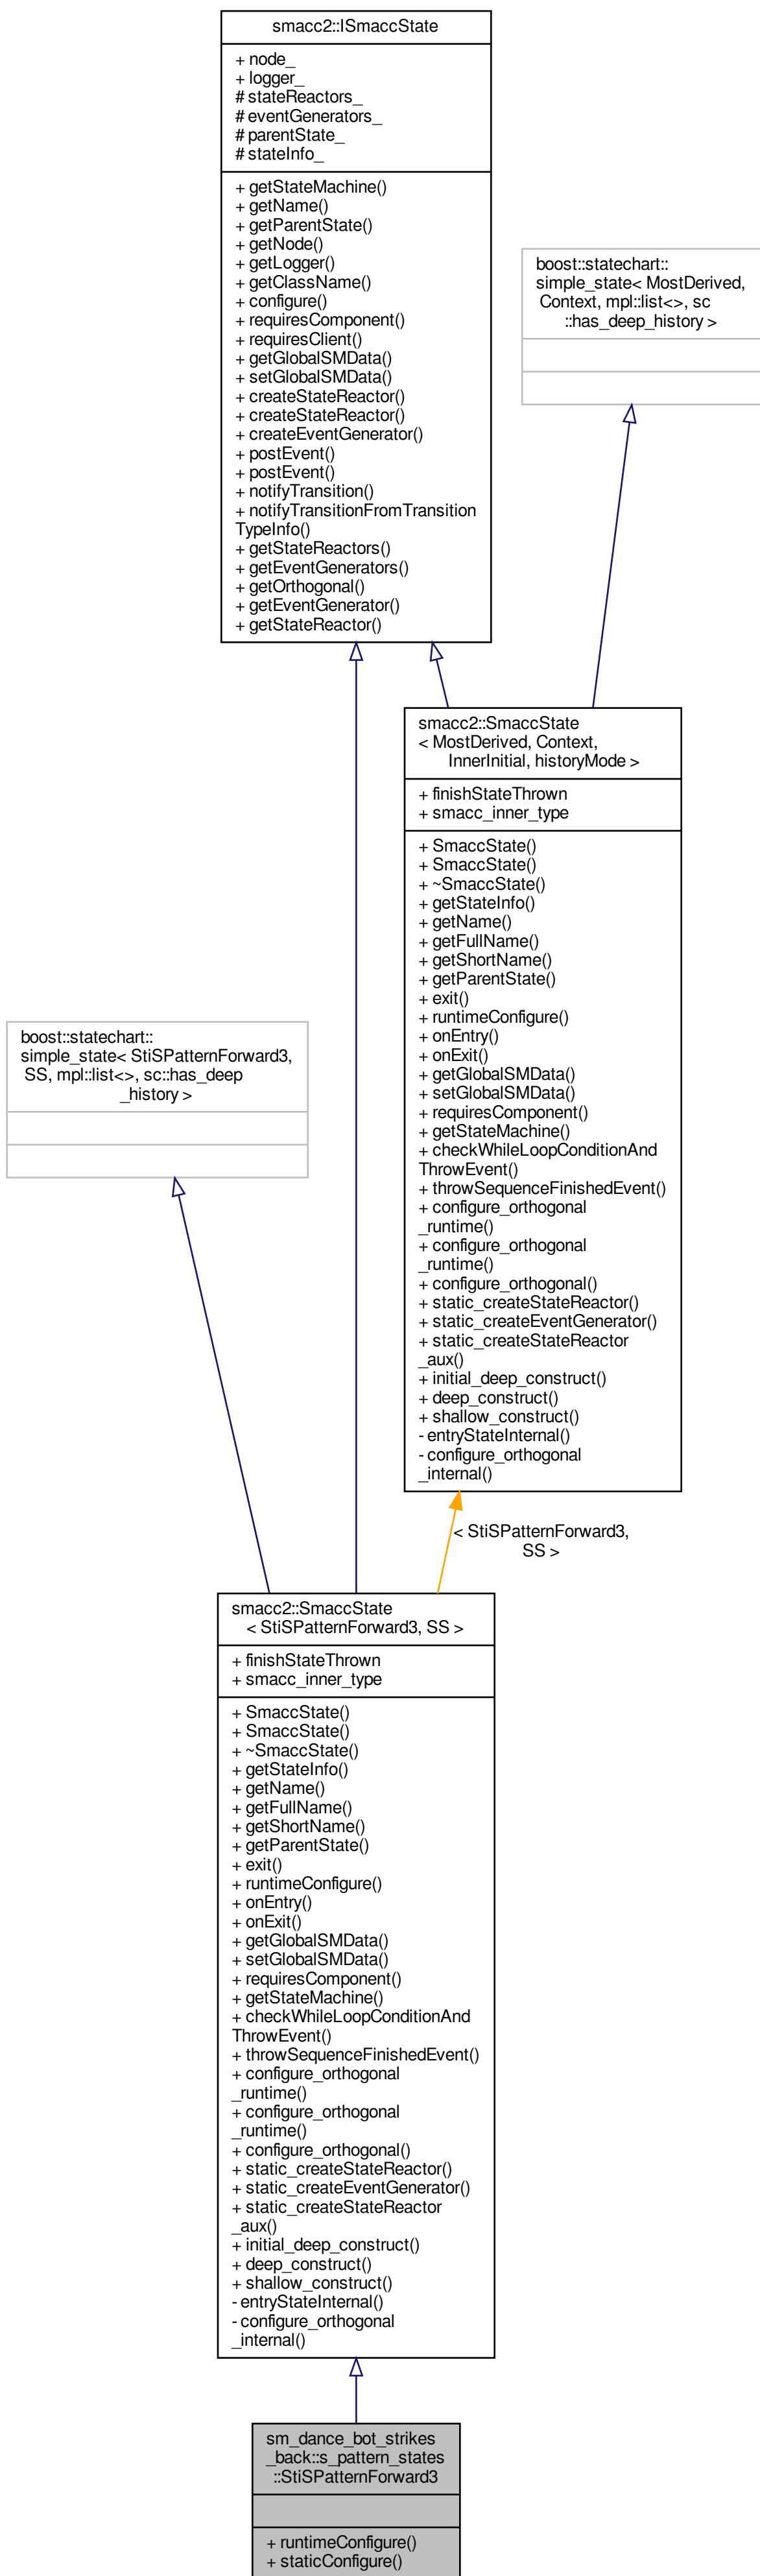 smacc2::ISmaccState
+ node_
+ logger_
# stateReactors_
# eventGenerators_
# parentState_
# stateInfo_
+ getStateMachine()
+ getName()
+ getParentState()
+ getNode()
+ getLogger()
+ getClassName()
+ configure()
+ requiresComponent()
+ requiresClient()
+ getGlobalSMData()
+ setGlobalSMData()
+ createStateReactor()
+ createStateReactor()
+ createEventGenerator()
+ postEvent()
+ postEvent()
+ notifyTransition()
+ notifyTransitionFromTransition
TypeInfo()
+ getStateReactors()
+ getEventGenerators()
+ getOrthogonal()
+ getEventGenerator()
+ getStateReactor()
boost::statechart::
simple_state< MostDerived,
Context, mpl::list<>, sc
::has_deep_history >
smacc2::SmaccState
< MostDerived, Context,
InnerInitial, historyMode >
+ finishStateThrown
+ smacc_inner_type
+ SmaccState()
+ SmaccState()
+ ~SmaccState()
+ getStateInfo()
+ getName()
+ getFullName()
+ getShortName()
+ getParentState()
+ exit()
+ runtimeConfigure()
+ onEntry()
+ onExit()
+ getGlobalSMData()
+ setGlobalSMData()
+ requiresComponent()
+ getStateMachine()
+ checkWhileLoopConditionAnd
ThrowEvent()
+ throwSequenceFinishedEvent()
+ configure_orthogonal
_runtime()
+ configure_orthogonal
_runtime()
+ configure_orthogonal()
+ static_createStateReactor()
+ static_createEventGenerator()
+ static_createStateReactor
_aux()
+ initial_deep_construct()
+ deep_construct()
+ shallow_construct()
- entryStateInternal()
- configure_orthogonal
_internal()
boost::statechart::
simple_state< StiSPatternForward3,
SS, mpl::list<>, sc::has_deep
_history >
< StiSPatternForward3,
SS >
smacc2::SmaccState
< StiSPatternForward3, SS >
+ finishStateThrown
+ smacc_inner_type
+ SmaccState()
+ SmaccState()
+ ~SmaccState()
+ getStateInfo()
+ getName()
+ getFullName()
+ getShortName()
+ getParentState()
+ exit()
+ runtimeConfigure()
+ onEntry()
+ onExit()
+ getGlobalSMData()
+ setGlobalSMData()
+ requiresComponent()
+ getStateMachine()
+ checkWhileLoopConditionAnd
ThrowEvent()
+ throwSequenceFinishedEvent()
+ configure_orthogonal
_runtime()
+ configure_orthogonal
_runtime()
+ configure_orthogonal()
+ static_createStateReactor()
+ static_createEventGenerator()
+ static_createStateReactor
_aux()
+ initial_deep_construct()
+ deep_construct()
+ shallow_construct()
- entryStateInternal()
- configure_orthogonal
_internal()
sm_dance_bot_strikes
_back::s_pattern_states
::StiSPatternForward3
+ runtimeConfigure()
+ staticConfigure()